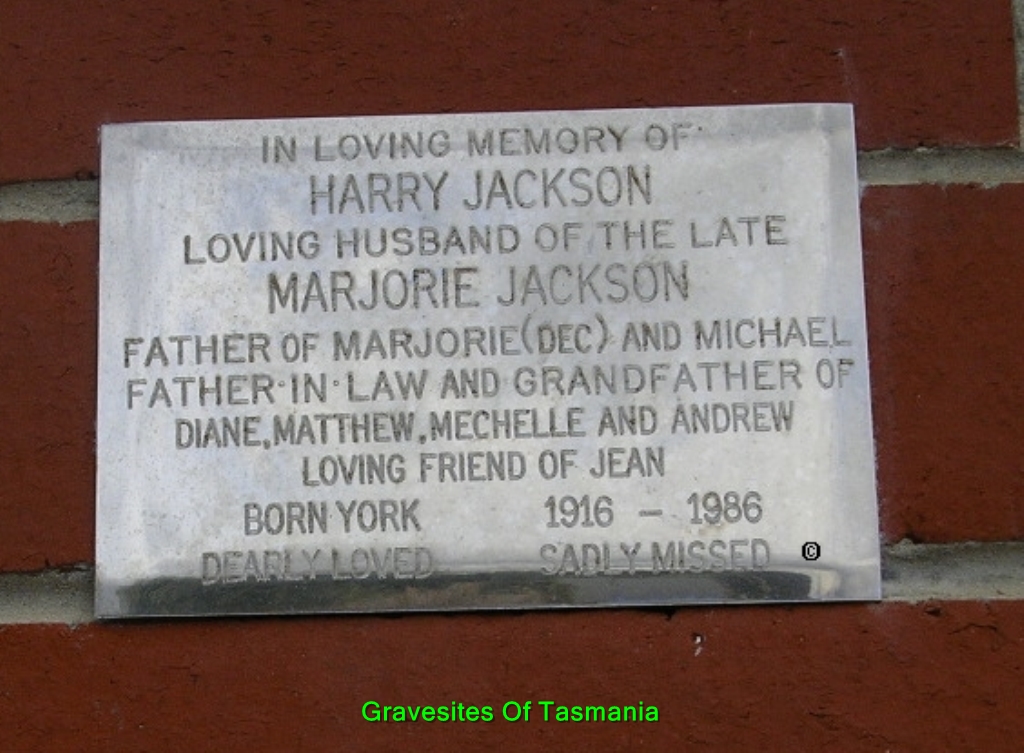 IN LOVING MEMORY OF
HARRY JACKSON
LOVING HUSBAND OF THE LATE
MARJORIE JACKSON
FATHER OF MARJORIE(DEC) AND MICHAEL
FATHER·IN·LAW AND GRANDFATHER OF
DIANE,MATTHEW,MECHELLE AND ANDREW
LOVING FRIEND OF JEAN
BORN YORK 1916 – 1986
DEARLY LOVED SADLY MISSED ©
Gravesites Of Tasmania